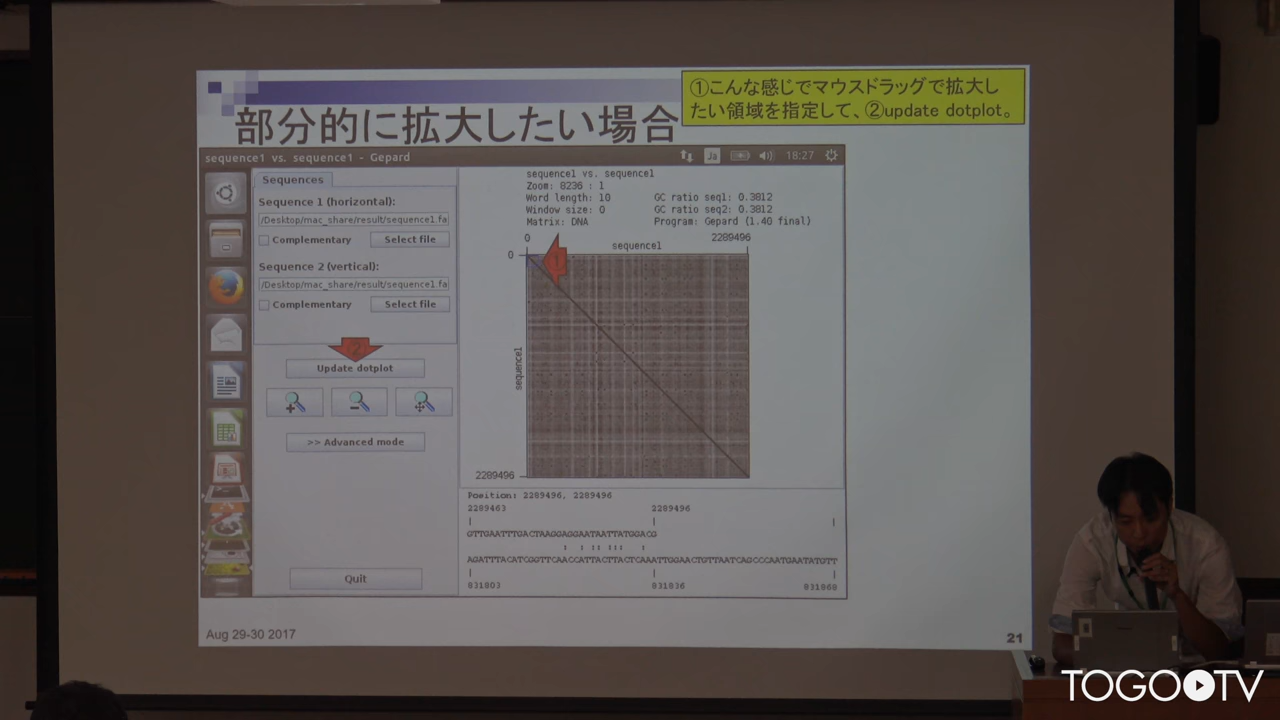 ①こんな感じでマウスドラッグで拡大し
たい領域を指定して、②update dotplot。
部分的に拡大したい場合
sequence1 vs. sequence1 - Gepard
Ja
18:27
Sequences
Sequence 1 (horizontal):
/Desktop/mac_share/result/sequence1.fa
Complementary
Select file
Sequence 2 (vertical):
/Desktop/mac_share/result/sequence1.fa
Complementary
Select file
2
Update dotplot
>> Advanced mode
Quit
sequence1 vs. sequence1
Zoom: 8236 : 1
Word length: 10
GC ratio seq1: 0.3812
Window size: 0
GC ratio seq2: 0.3812
Matrix: DNA
Program: Gepard (1.40 final)
0
sequence1
2289496
0
1
sequence1
2289496
Position: 2289496, 2289496
2289463
2289496
GTTGAATTTGACTAAGGAGGAATAATTATGGACG
AGATTTACATCGGTTCAACCATTACTTACTCAAATTGGAACTGTTAATCAGCCCAATGAATATGTT
831803
831836
831868
Aug 29-30 2017
21
TOGO TV